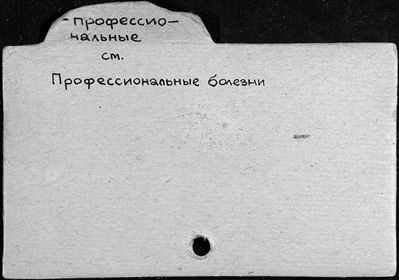 - профессио-
нальные
см.
Профессиональные болезни